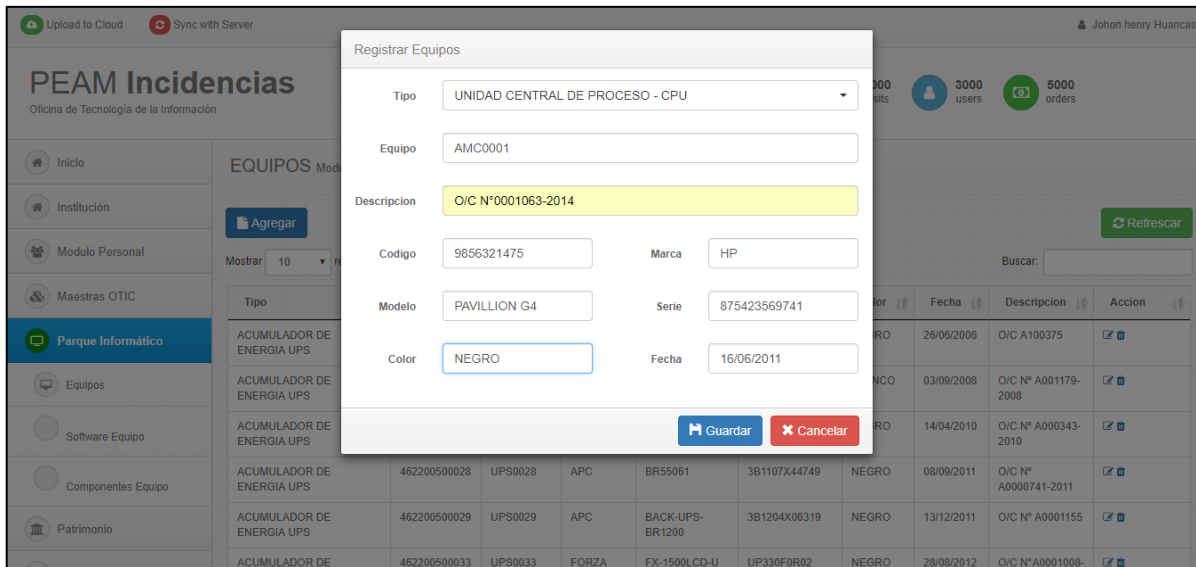 Upload to Cloud Sync with Server Johon henry Huancas
PEAM Incidencias
Oficina de Tecnología de la Información
3000 users
5000 orders
Registrar Equipos
Tipo UNIDAD CENTRAL DE PROCESO - CPU
Equipo AMC0001
Descripcion O/C N°0001063-2014
Codigo 9856321475 Marca HP
Modelo PAVILLION G4 Serie 875423569741
Color NEGRO Fecha 16/06/2011
Guardar Cancelar
Inicio
Institución
Modulo Personal
Maestras OTIC
Parque Informático
Equipos
Software Equipo
Componentes Equipo
Patrimonio
EQUIPOS
Agregar Refrescar
Mostrar 10 Buscar:
Tipo Fecha Descripcion Accion
ACUMULADOR DE ENERGIA UPS 26/06/2006 O/C A100375
ACUMULADOR DE ENERGIA UPS 03/09/2008 O/C Nº A001179-2008
ACUMULADOR DE ENERGIA UPS 14/04/2010 O/C Nº A000343-2010
ACUMULADOR DE ENERGIA UPS 462200500028 UPS0028 APC BR55061 3B1107X44749 NEGRO 08/09/2011 O/C Nº A0000741-2011
ACUMULADOR DE ENERGIA UPS 462200500029 UPS0029 APC BACK-UPS-BR1200 3B1204X06319 NEGRO 13/12/2011 O/C Nº A0001155
ACUMULADOR DE 462200500033 UPS0033 FORZA FX-1500LCD-U UP330F0R02 NEGRO 28/08/2012 O/C N°A0001008-